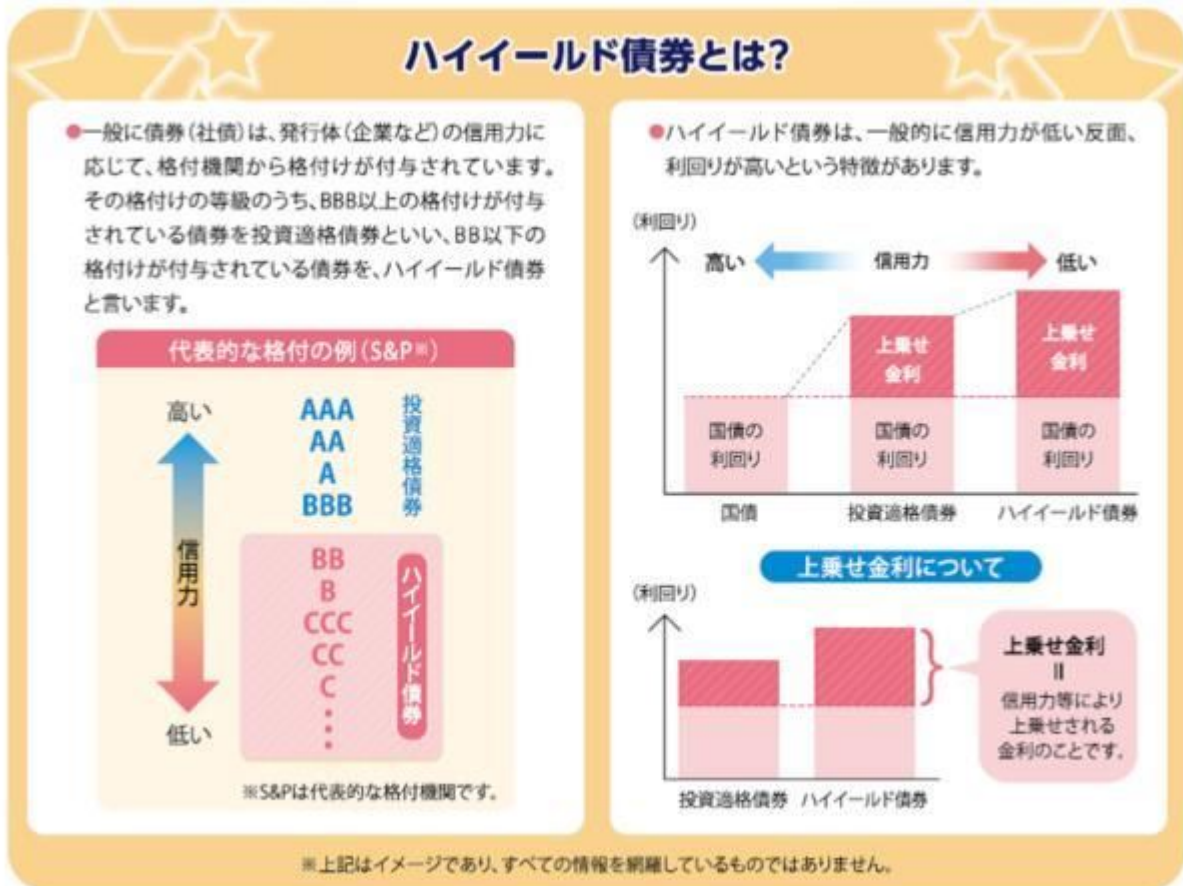 ハイイールド債券とは?
●一般に債券(社債)は、発行体(企業など)の信用力に
応じて、格付機関から格付けが付与されています。
その格付けの等級のうち、BBB以上の格付けが付与
されている債券を投資適格債券といい、BB以下の
格付けが付与されている債券を、ハイイールド債券
と言います。
代表的な格付の例(S&P※)
高い
信用力
低い
AAA
AA
A
BBB
投資適格債券
BB
B
CCC
CC
C
・
・
・
ハイイールド債券
※S&Pは代表的な格付機関です。
●ハイイールド債券は、一般的に信用力が低い反面、
利回りが高いという特徴があります。
(利回り)
高い 信用力 低い
上乗せ
金利
上乗せ
金利
国債の
利回り
国債の
利回り
国債の
利回り
国債 投資適格債券 ハイイールド債券
上乗せ金利について
(利回り)
上乗せ金利
=
信用力等により
上乗せされる
金利のことです。
投資適格債券 ハイイールド債券
※上記はイメージであり、すべての情報を網羅しているものではありません。